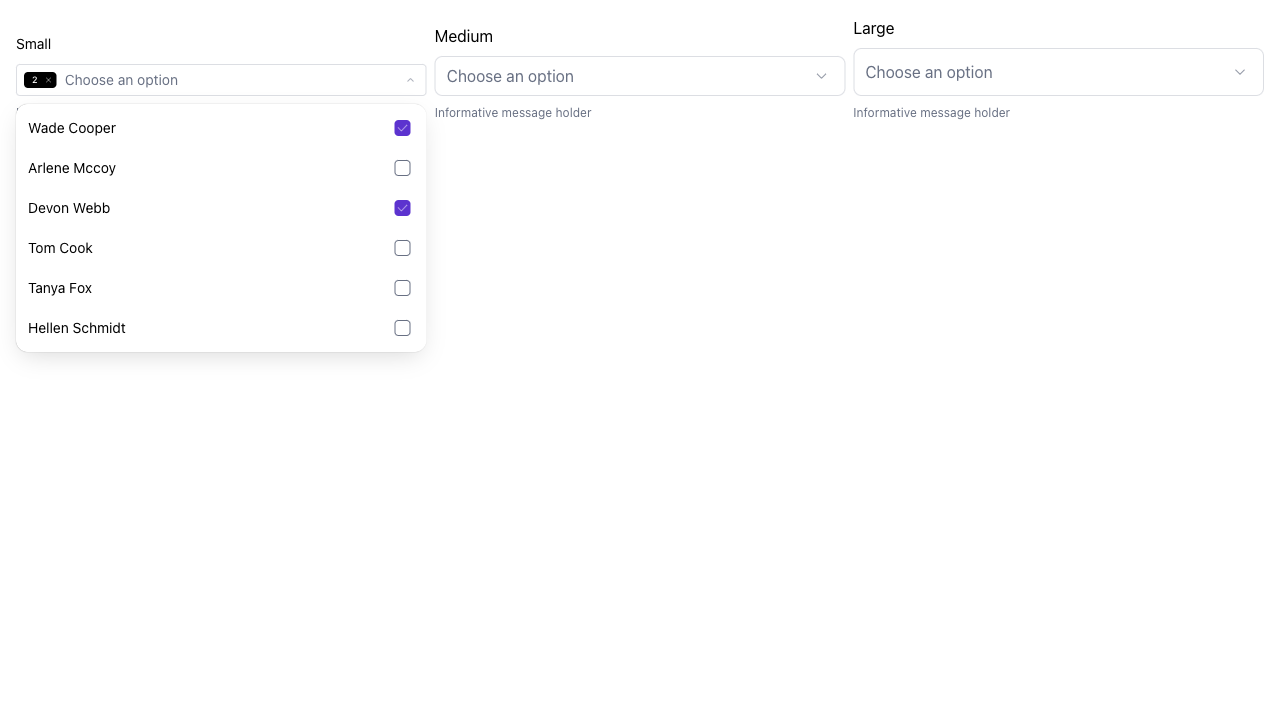 Small
2 Choose an option
Wade Cooper
Arlene Mccoy
Devon Webb
Tom Cook
Tanya Fox
Hellen Schmidt
Medium
Choose an option
Informative message holder
Large
Choose an option
Informative message holder